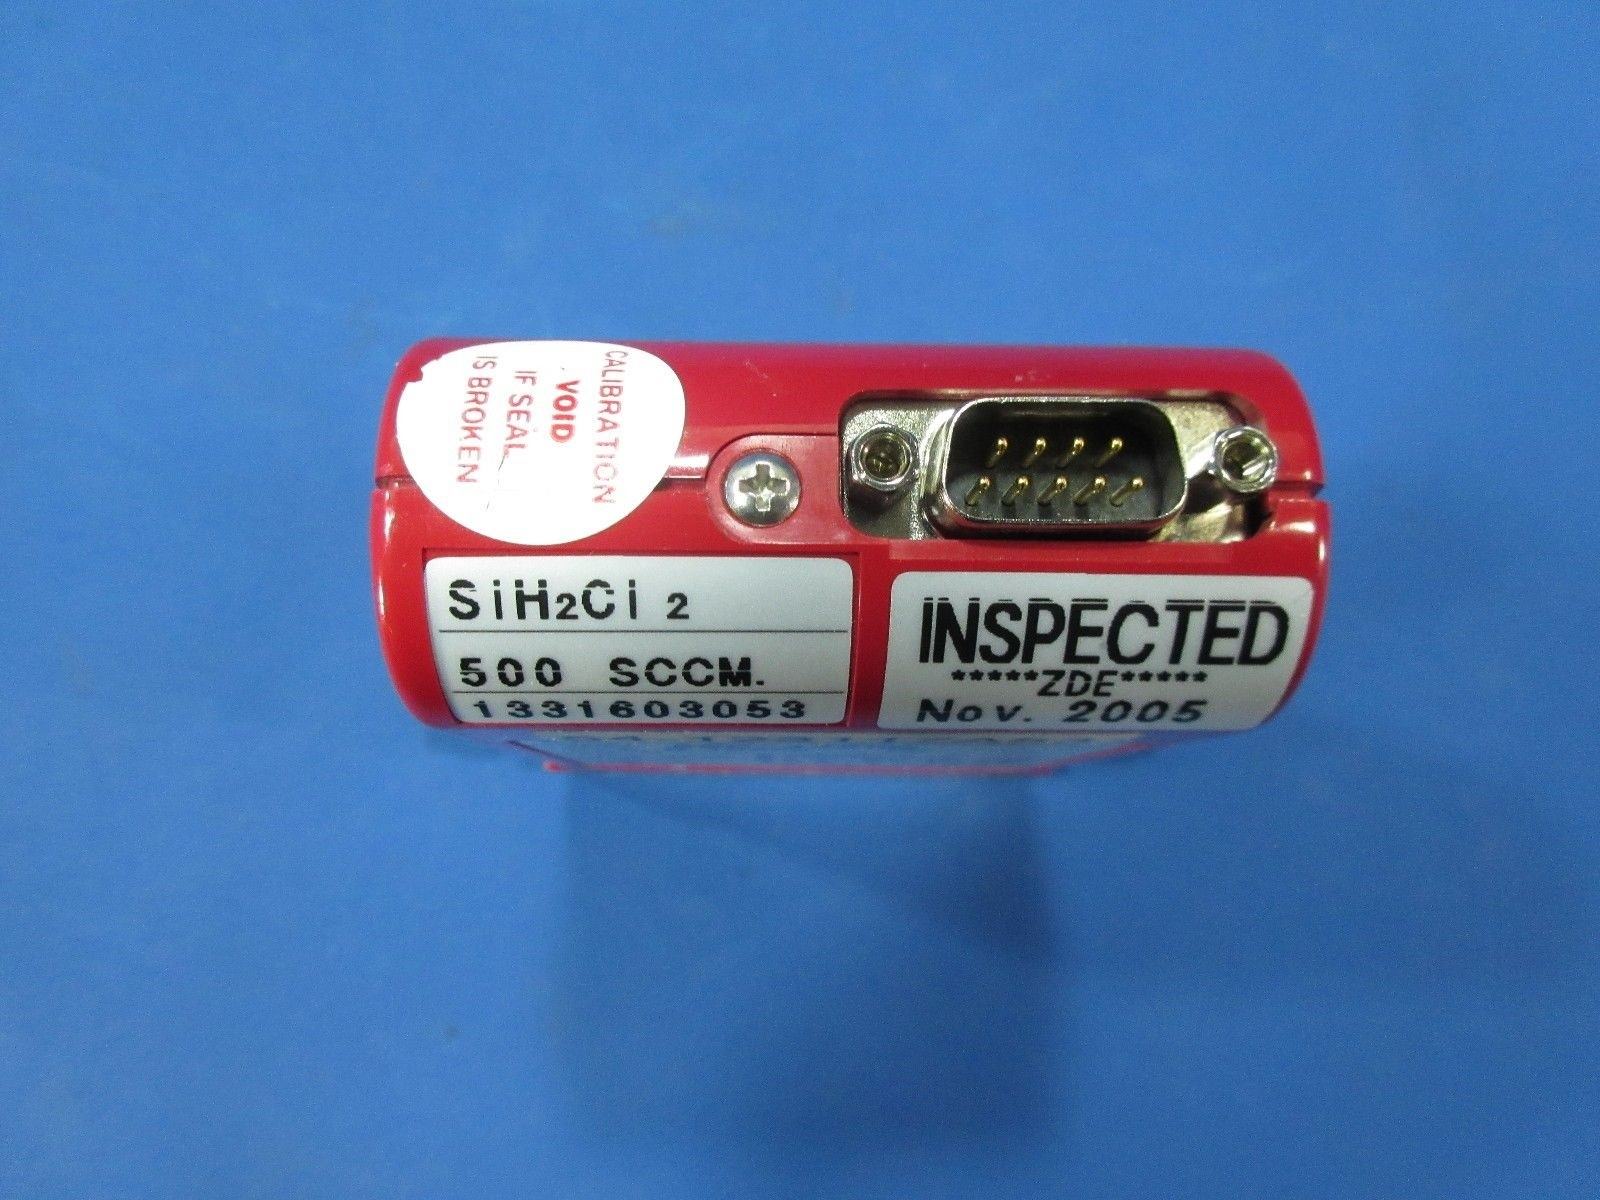 CALIBRATION
VOID
IF SEAL
IS BROKEN
SiH₂Cl ₂
500 SCCM.
1331603053
INSPECTED
*****ZDE*****
Nov. 2005